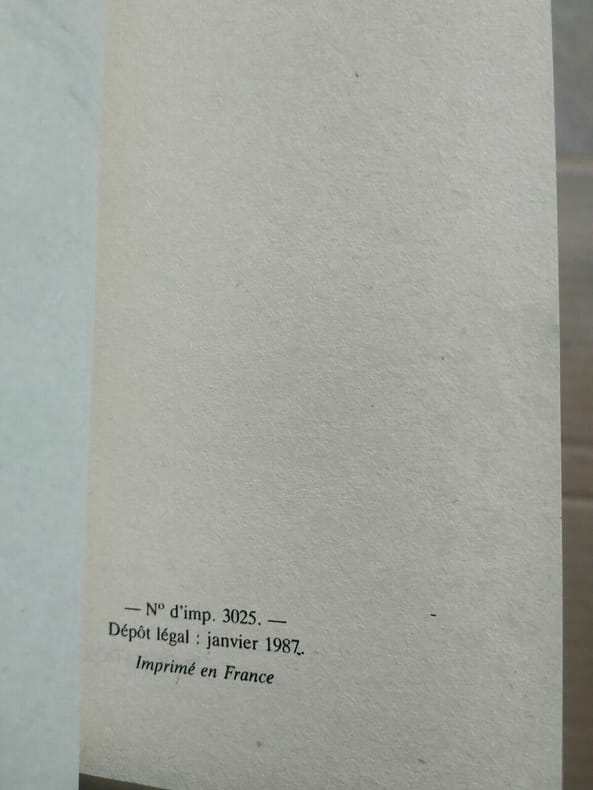 — Nº d'imp. 3025. —
Dépôt légal : janvier 1987.
Imprimé en France